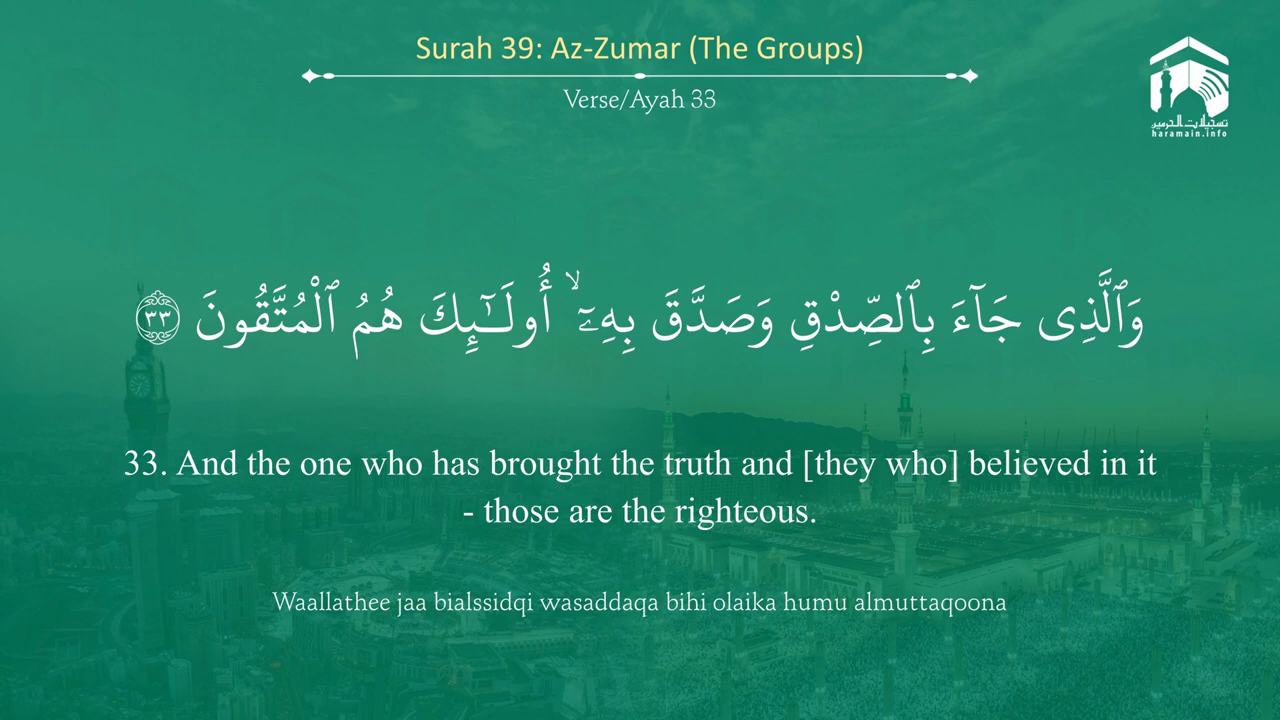 Surah 39: Az-Zumar (The Groups)
Verse/Ayah 33
تسجيلات الحرمين
haramain.info
وَٱلَّذِى جَآءَ بِٱلصِّدْقِ وَصَدَّقَ بِهِۦٓ ۙ أُو۟لَـٰٓئِكَ هُمُ ٱلْمُتَّقُونَ ٣٣
33. And the one who has brought the truth and [they who] believed in it
- those are the righteous.
Waallathee jaa bialssidqi wasaddaqa bihi olaika humu almuttaqoona